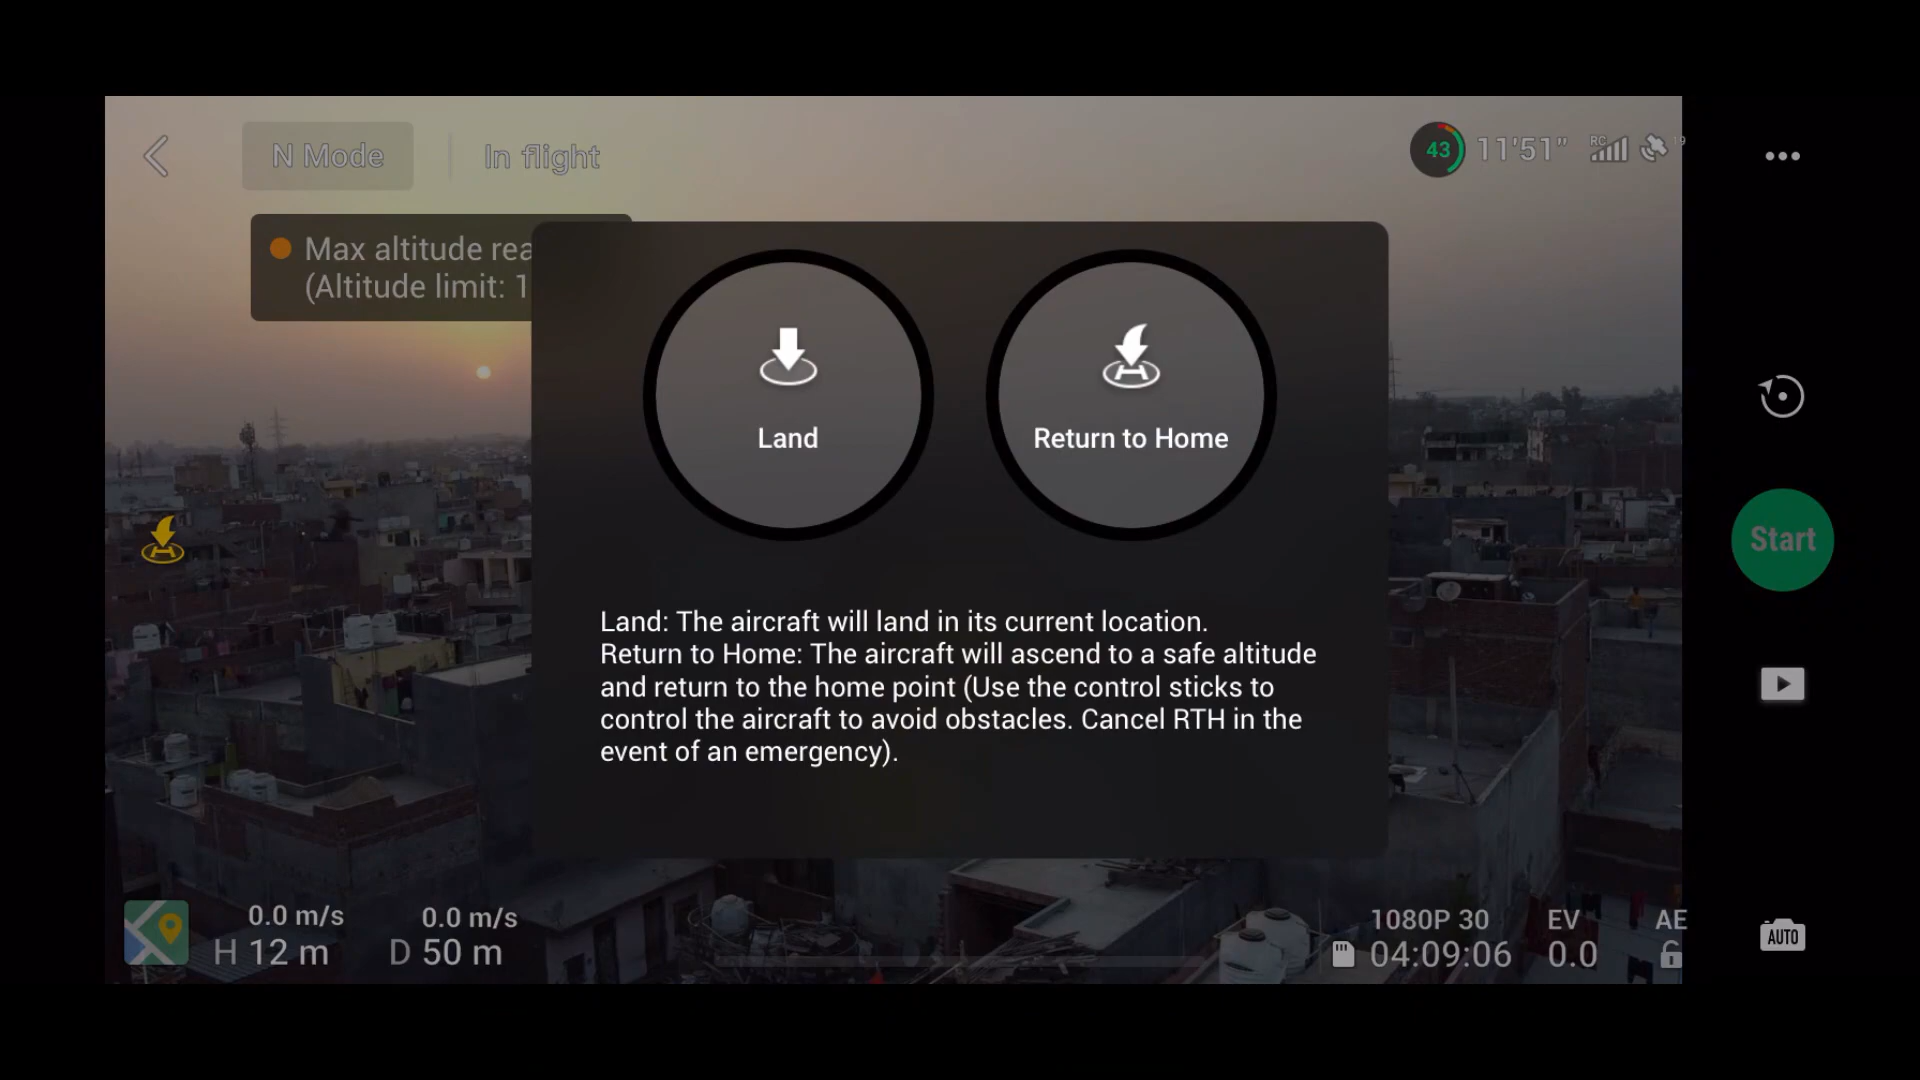 N Mode
In flight
43
11'51"
RC
19
Max altitude rea
(Altitude limit: 1
Land
Return to Home
Start
Land: The aircraft will land in its current location.
Return to Home: The aircraft will ascend to a safe altitude
and return to the home point (Use the control sticks to
control the aircraft to avoid obstacles. Cancel RTH in the
event of an emergency).
0.0 m/s
0.0 m/s
H 12 m
D 50 m
1080P 30
04:09:06
EV
0.0
AE
AUTO